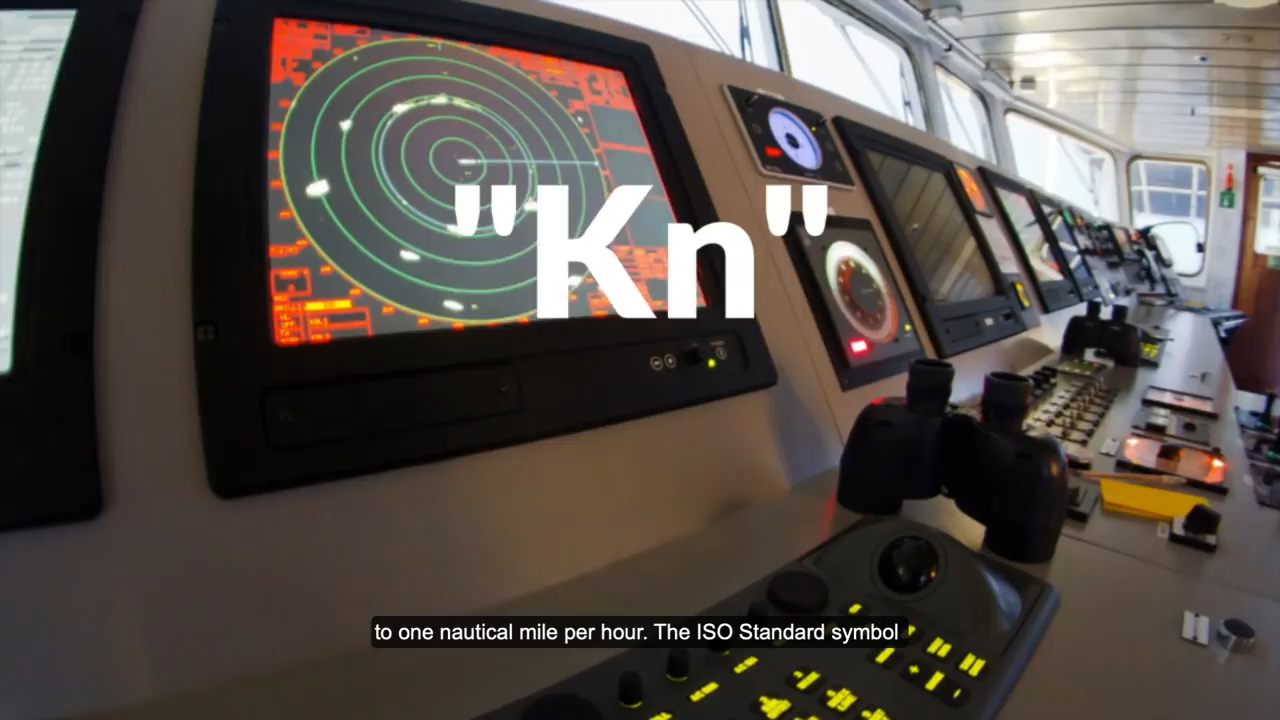 "Kn"
to one nautical mile per hour. The ISO Standard symbol